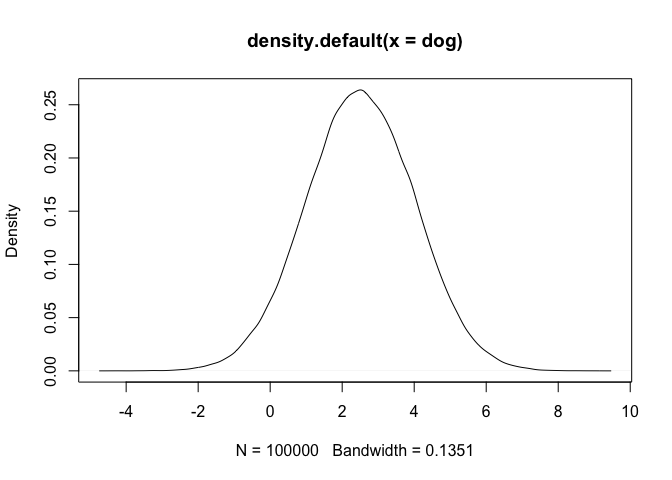 density.default(x = dog)
Density
0.25
0.20
0.15
0.10
0.05
0.00
-4 -2 0 2 4 6 8 10
N = 100000 Bandwidth = 0.1351